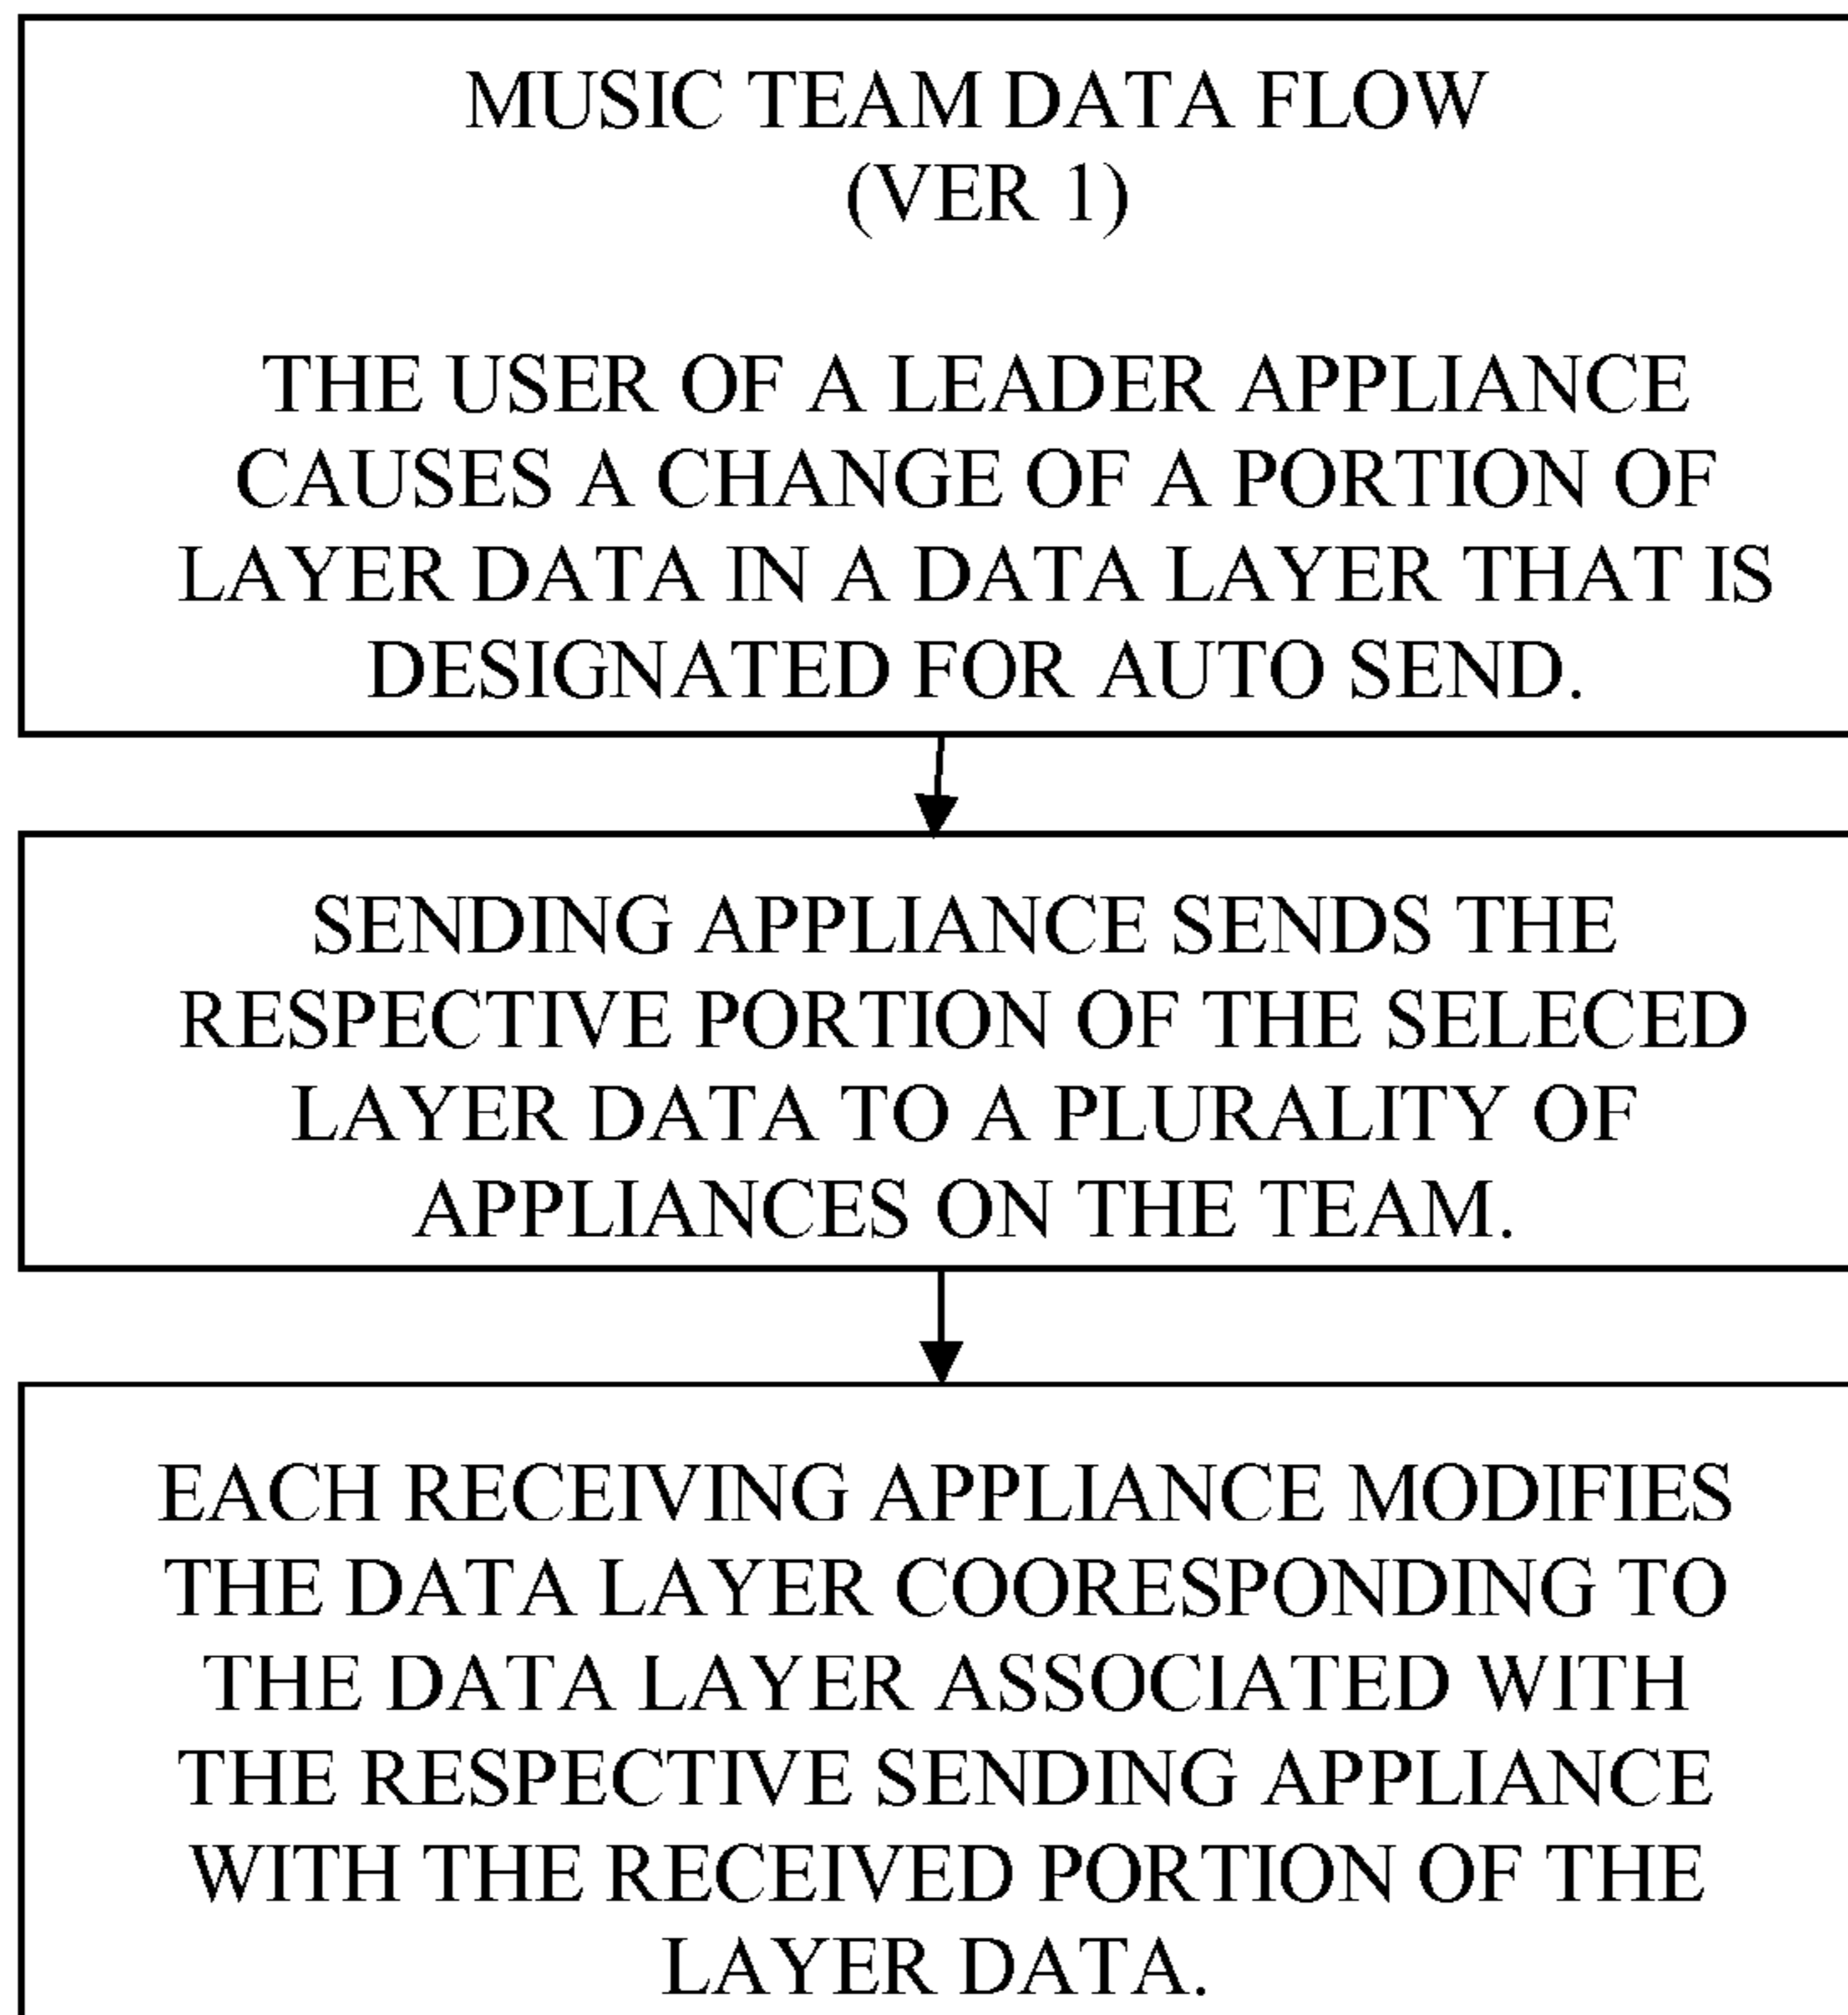 MUSIC TEAM DATA FLOW
(VER 1)
THE USER OF A LEADER APPLIANCE
CAUSES A CHANGE OF A PORTION OF
LAYER DATA IN A DATA LAYER THAT IS
DESIGNATED FOR AUTO SEND.
SENDING APPLIANCE SENDS THE
RESPECTIVE PORTION OF THE SELECED
LAYER DATA TO A PLURALITY OF
APPLIANCES ON THE TEAM.
EACH RECEIVING APPLIANCE MODIFIES
THE DATA LAYER COORESPONDING TO
THE DATA LAYER ASSOCIATED WITH
THE RESPECTIVE SENDING APPLIANCE
WITH THE RECEIVED PORTION OF THE
LAYER DATA.